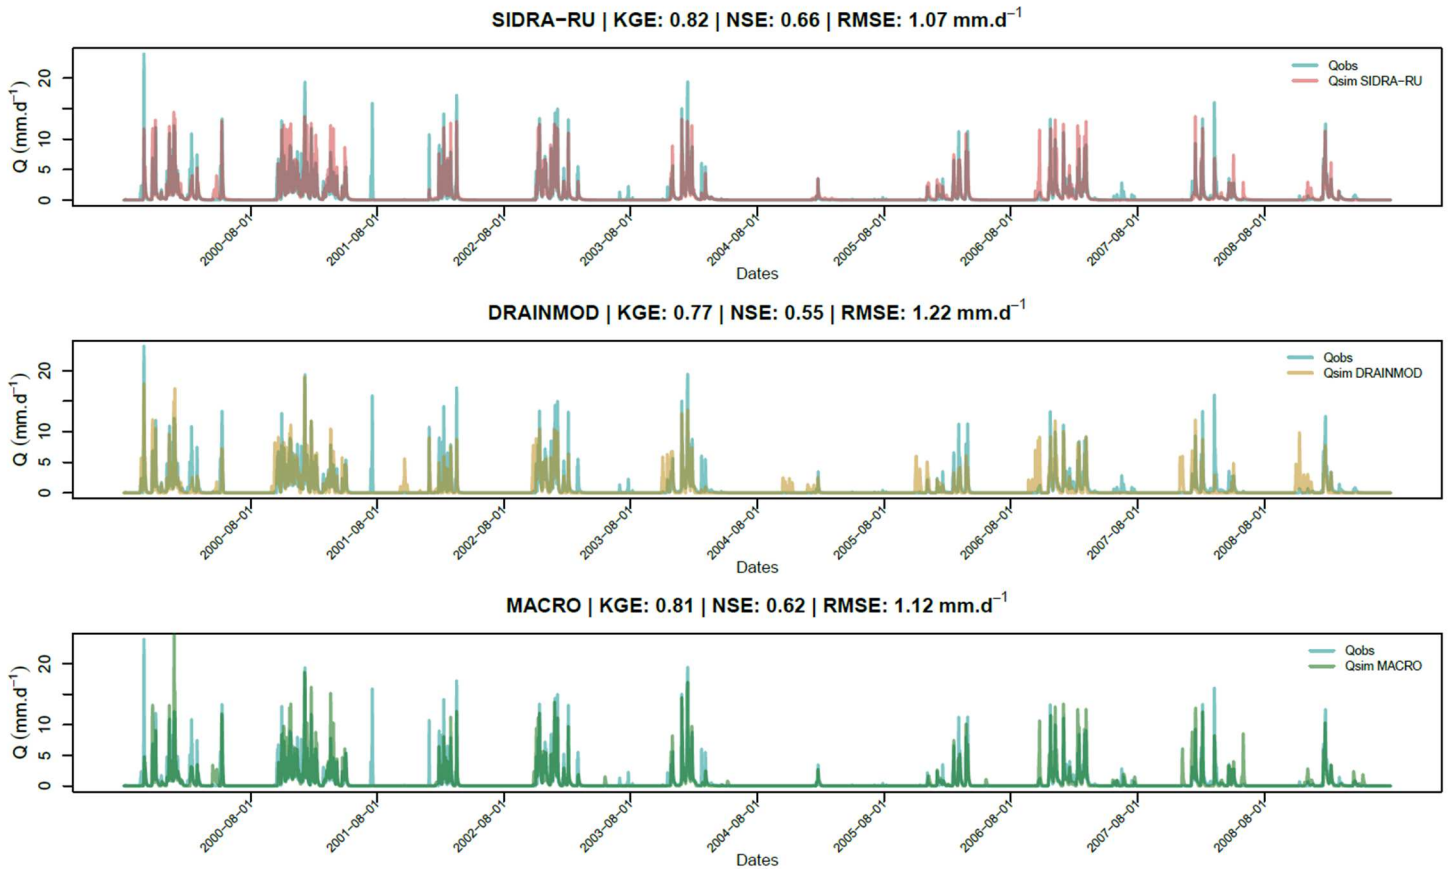 SIDRA−RU | KGE: 0.82 | NSE: 0.66 | RMSE: 1.07 mm.d⁻¹
Q (mm.d⁻¹)
20
10
5
0
Qobs
Qsim SIDRA−RU
2000−08−01
2001−08−01
2002−08−01
2003−08−01
2004−08−01
2005−08−01
2006−08−01
2007−08−01
2008−08−01
Dates
DRAINMOD | KGE: 0.77 | NSE: 0.55 | RMSE: 1.22 mm.d⁻¹
Q (mm.d⁻¹)
20
10
5
0
Qobs
Qsim DRAINMOD
2000−08−01
2001−08−01
2002−08−01
2003−08−01
2004−08−01
2005−08−01
2006−08−01
2007−08−01
2008−08−01
Dates
MACRO | KGE: 0.81 | NSE: 0.62 | RMSE: 1.12 mm.d⁻¹
Q (mm.d⁻¹)
20
10
5
0
Qobs
Qsim MACRO
2000−08−01
2001−08−01
2002−08−01
2003−08−01
2004−08−01
2005−08−01
2006−08−01
2007−08−01
2008−08−01
Dates